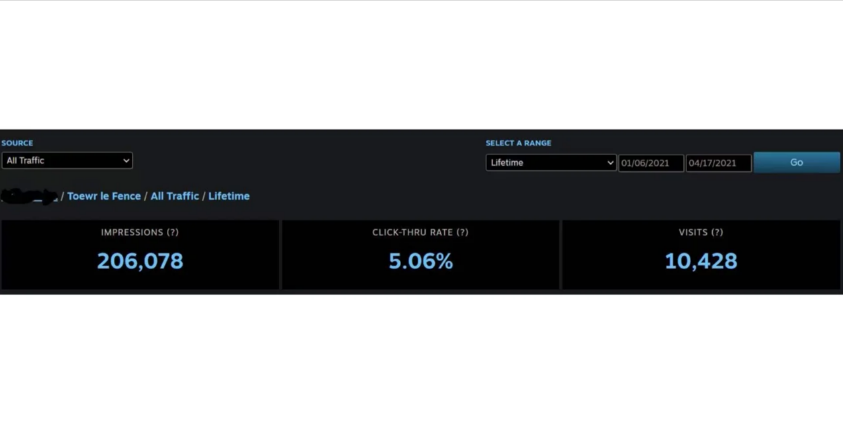 SOURCE
All Traffic
SELECT A RANGE
Lifetime 01/06/2021 04/17/2021 Go
/ Toewr le Fence / All Traffic / Lifetime
IMPRESSIONS (?)
206,078
CLICK-THRU RATE (?)
5.06%
VISITS (?)
10,428